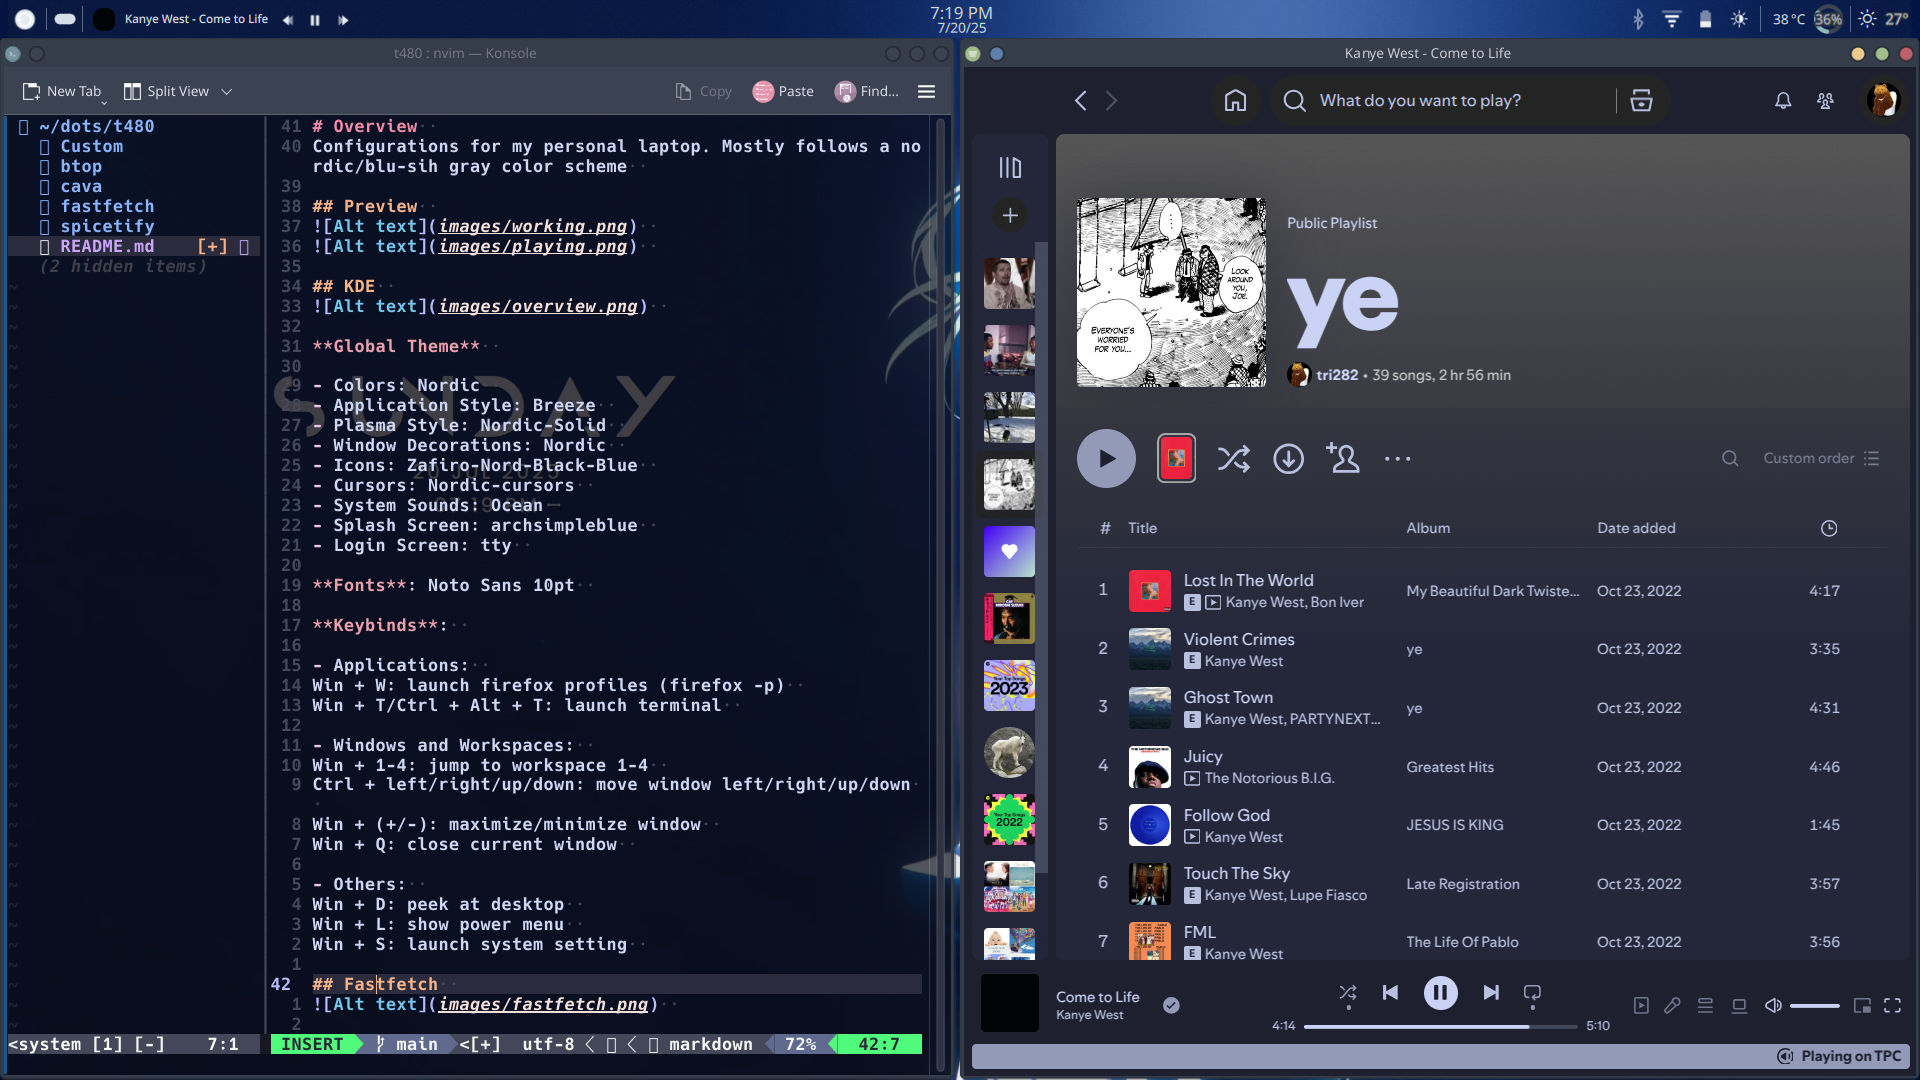 Kanye West - Come to Life
7:19 PM
7/20/25
38°C
36%
27°
t480 : nvim — Konsole
New Tab
Split View
Copy
Paste
Find...
~/dots/t480
Custom
btop
cava
fastfetch
spicetify
README.md [+]
(2 hidden items)
41 # Overview
40 Configurations for my personal laptop. Mostly follows a no
rdic/blu-sih gray color scheme
39
38 ## Preview
37 ![Alt text](images/working.png)
36 ![Alt text](images/playing.png)
35
34 ## KDE
33 ![Alt text](images/overview.png)
32
31 **Global Theme**
30
29 - Colors: Nordic
28 - Application Style: Breeze
27 - Plasma Style: Nordic-Solid
26 - Window Decorations: Nordic
25 - Icons: Zafiro-Nord-Black-Blue
24 - Cursors: Nordic-cursors
23 - System Sounds: Ocean
22 - Splash Screen: archsimpleblue
21 - Login Screen: tty
20
19 **Fonts**: Noto Sans 10pt
18
17 **Keybinds**:
16
15 - Applications:
14 Win + W: launch firefox profiles (firefox -p)
13 Win + T/Ctrl + Alt + T: launch terminal
12
11 - Windows and Workspaces:
10 Win + 1-4: jump to workspace 1-4
9 Ctrl + left/right/up/down: move window left/right/up/down
8 Win + (+/-): maximize/minimize window
7 Win + Q: close current window
6
5 - Others:
4 Win + D: peek at desktop
3 Win + L: show power menu
2 Win + S: launch system setting
1
42 ## Fastfetch
1 ![Alt text](images/fastfetch.png)
2
SUNDAY
20 JUL 2025
<system [1] [-] 7:1
INSERT main <[+] utf-8 < < markdown 72% 42:7
Kanye West - Come to Life
What do you want to play?
LOOK AROUND YOU, JOE.
EVERYONE'S WORRIED FOR YOU...
Public Playlist
ye
tri282 • 39 songs, 2 hr 56 min
Your Top Songs
2023
Your Top Songs
2022
Custom order
# Title Album Date added
1 Lost In The World My Beautiful Dark Twiste... Oct 23, 2022 4:17
E Kanye West, Bon Iver
2 Violent Crimes ye Oct 23, 2022 3:35
E Kanye West
3 Ghost Town ye Oct 23, 2022 4:31
E Kanye West, PARTYNEXT...
4 Juicy Greatest Hits Oct 23, 2022 4:46
The Notorious B.I.G.
5 Follow God JESUS IS KING Oct 23, 2022 1:45
Kanye West
6 Touch The Sky Late Registration Oct 23, 2022 3:57
E Kanye West, Lupe Fiasco
7 FML The Life Of Pablo Oct 23, 2022 3:56
E Kanye West
Come to Life
Kanye West
4:14
5:10
Playing on TPC